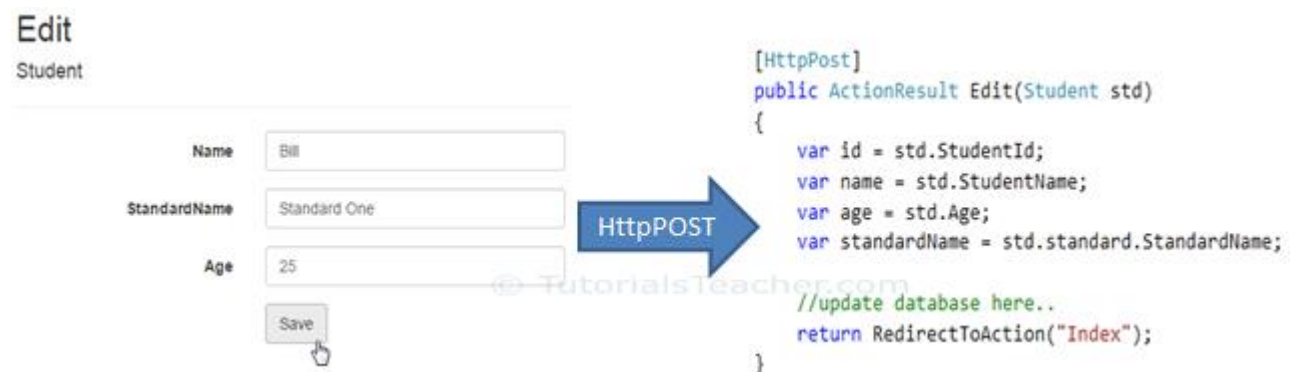 Edit
Student
Name
Bill
StandardName
Standard One
Age
25
Save
HttpPOST
[HttpPost]
public ActionResult Edit(Student std)
{
var id = std.StudentId;
var name = std.StudentName;
var age = std.Age;
var standardName = std.standard.StandardName;
//update database here..
return RedirectToAction("Index");
}
© TutorialsTeacher.com